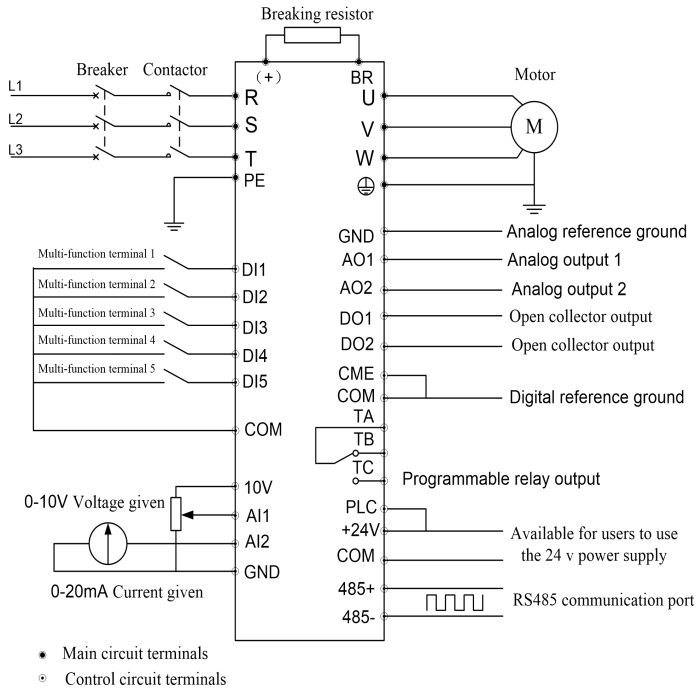 Breaking resistor
Breaker Contactor
(+)
BR
Motor
L1
R
U
L2
S
V
M
L3
T
W
PE
GND
Analog reference ground
Multi-function terminal 1
DI1
AO1
Analog output 1
Multi-function terminal 2
DI2
AO2
Analog output 2
Multi-function terminal 3
DI3
DO1
Open collector output
Multi-function terminal 4
DI4
DO2
Open collector output
Multi-function terminal 5
DI5
CME
COM
Digital reference ground
COM
TA
TB
TC
Programmable relay output
10V
0-10V Voltage given
AI1
PLC
+24V
Available for users to use
the 24 v power supply
AI2
COM
GND
0-20mA Current given
485+
RS485 communication port
485-
Main circuit terminals
Control circuit terminals